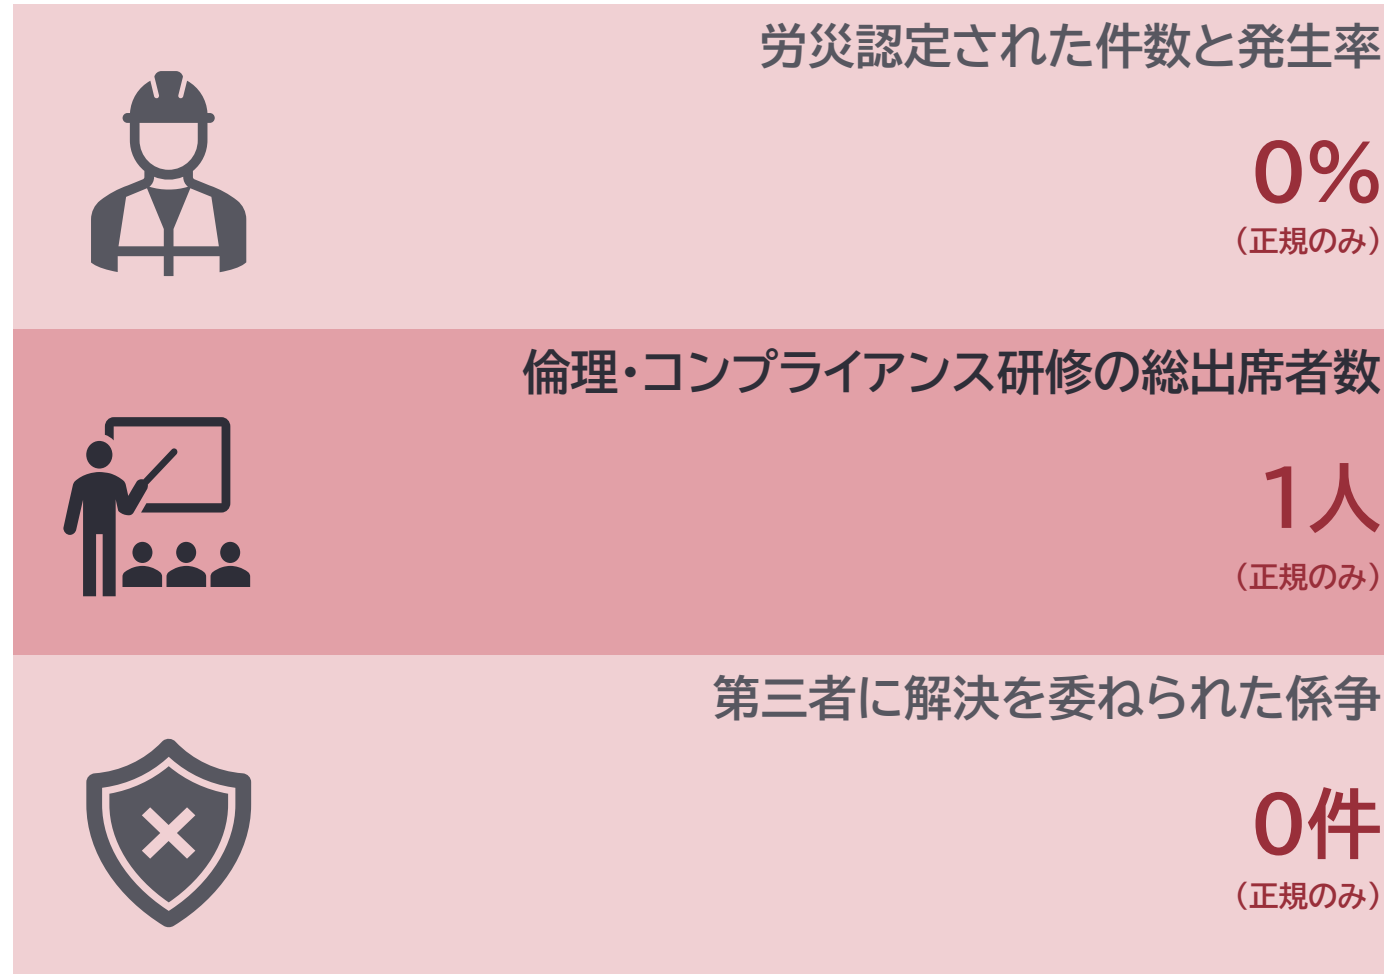 労災認定された件数と発生率
0%
（正規のみ）
倫理・コンプライアンス研修の総出席者数
1人
（正規のみ）
第三者に解決を委ねられた係争
0件
（正規のみ）